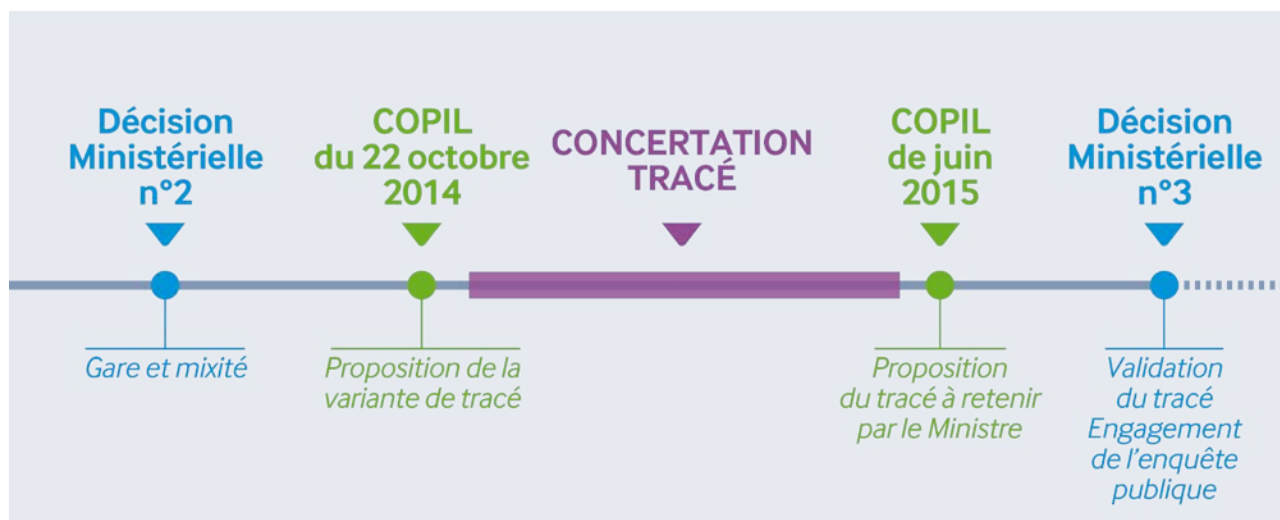 Décision
Ministérielle
n°2
COPIL
du 22 octobre
2014
CONCERTATION
TRACÉ
COPIL
de juin
2015
Décision
Ministérielle
n°3
Gare et mixité
Proposition de la
variante de tracé
Proposition
du tracé à retenir
par le Ministre
Validation
du tracé
Engagement
de l'enquête
publique